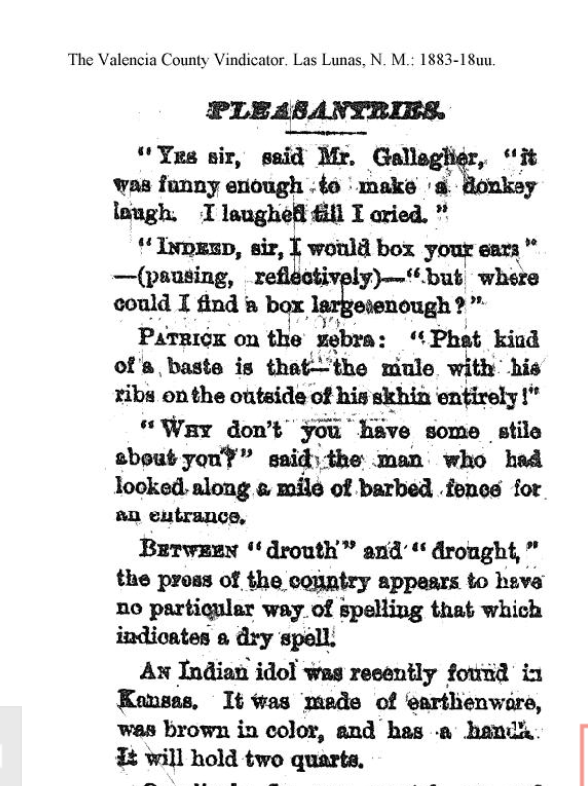 The Valencia County Vindicator. Las Lunas, N. M.: 1883-18uu.
PLEASANTRIES.
“ YES sir, said Mr. Gallagher, “it
was funny enough to make a donkey
laugh. I laughed till I cried. ”
“ INDEED, sir, I would box your ears ”
—(pausing, reflectively)—“ but where
could I find a box large enough ? ”
PATRICK on the zebra : “ Phat kind
of a baste is that—the mule with his
ribs on the outside of his skhin entirely !”
“ WHY don’t you have some stile
about you?” said the man who had
looked along a mile of barbed fence for
an entrance.
BETWEEN “ drouth ” and “ drought, ”
the press of the country appears to have
no particular way of spelling that which
indicates a dry spell.
AN Indian idol was recently found in
Kansas. It was made of earthenware,
was brown in color, and has a handle.
It will hold two quarts.